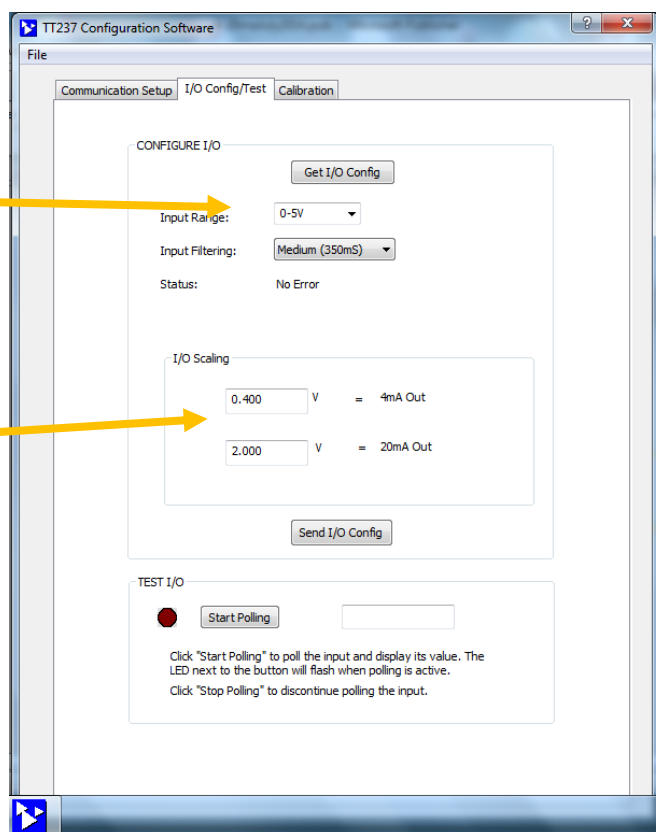 TT237 Configuration Software
?
X
File
Communication Setup
I/O Config/Test
Calibration
CONFIGURE I/O
Get I/O Config
Input Range:
0-5V
Input Filtering:
Medium (350mS)
Status:
No Error
I/O Scaling
0.400 V = 4mA Out
2.000 V = 20mA Out
Send I/O Config
TEST I/O
Start Polling
Click "Start Polling" to poll the input and display its value. The
LED next to the button will flash when polling is active.
Click "Stop Polling" to discontinue polling the input.